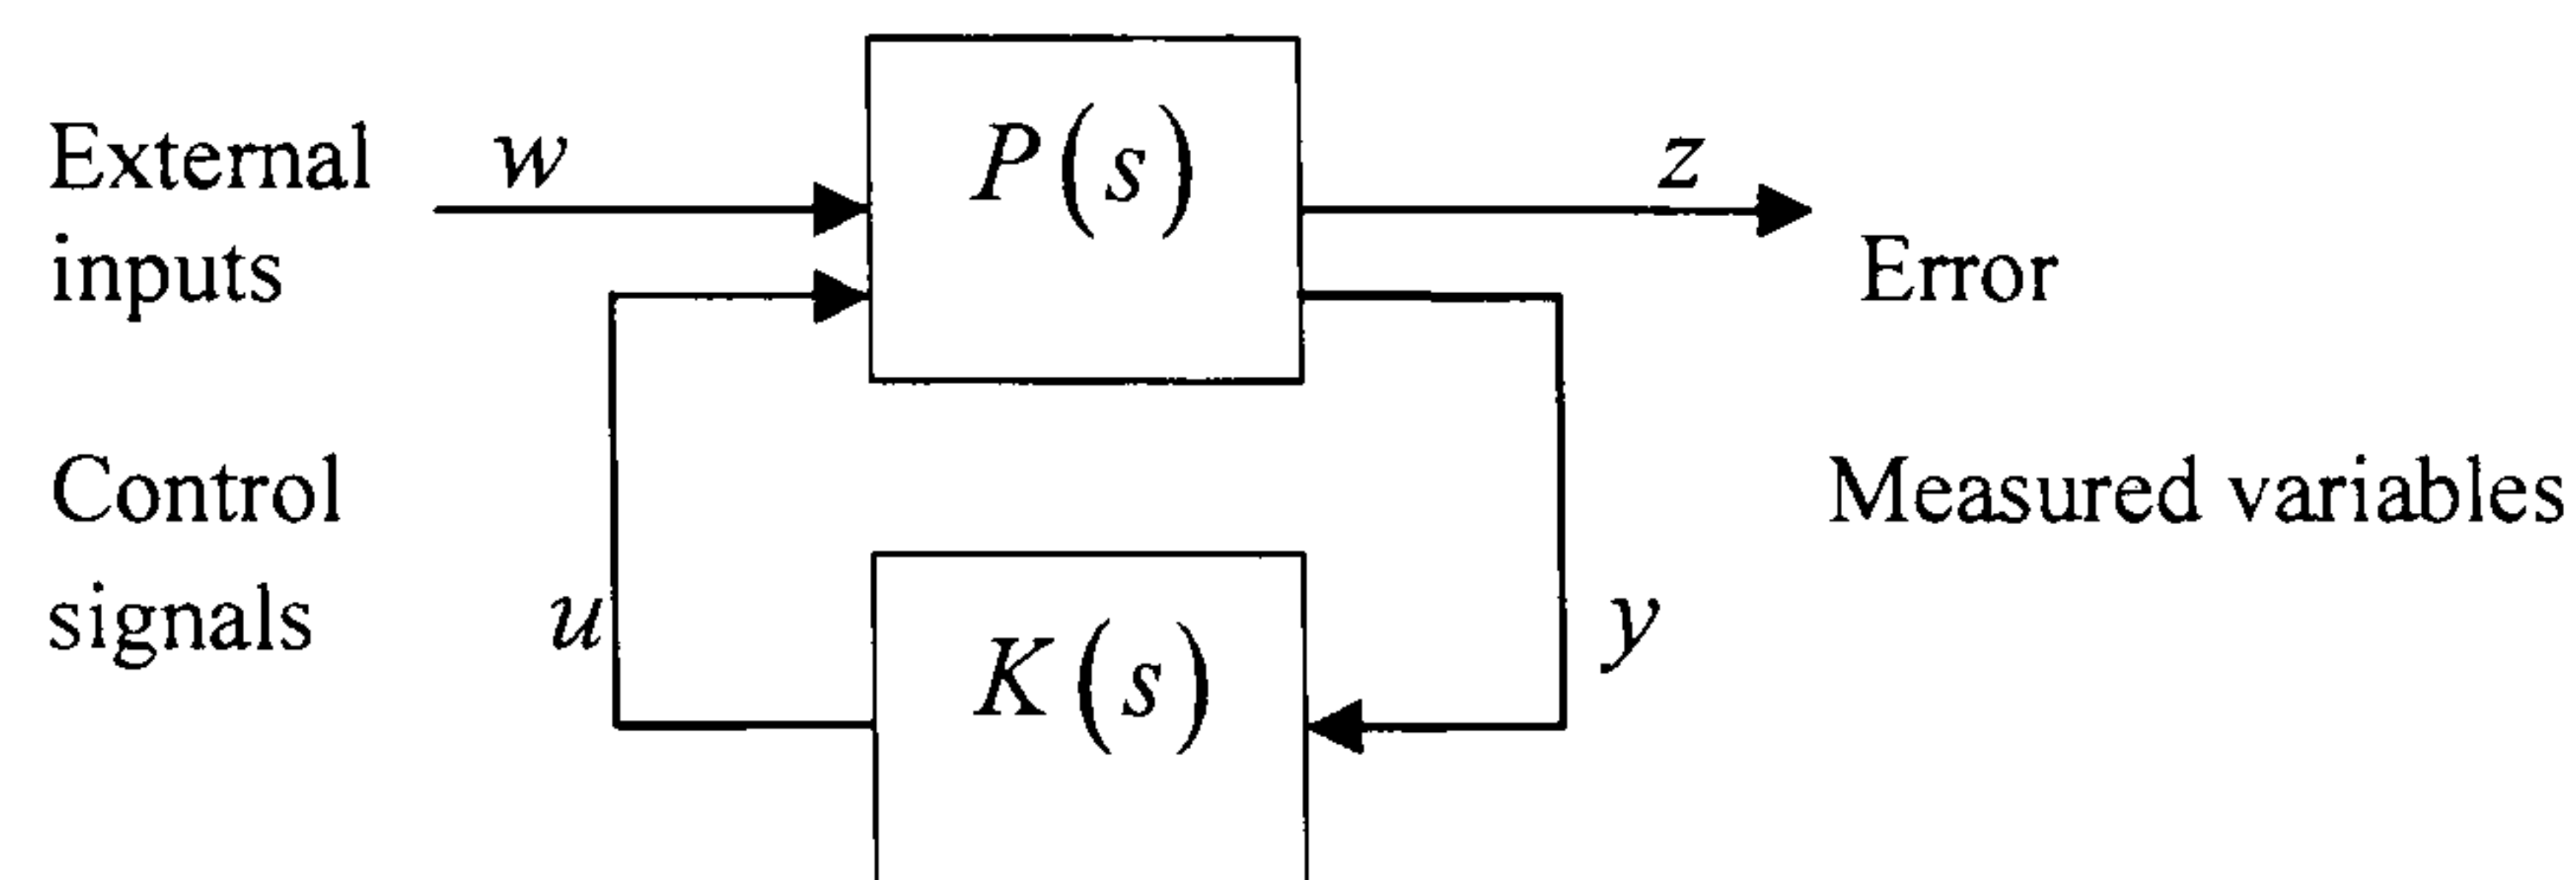 External
inputs
w
P(s)
z
Error
Control
signals
u
K(s)
y
Measured variables